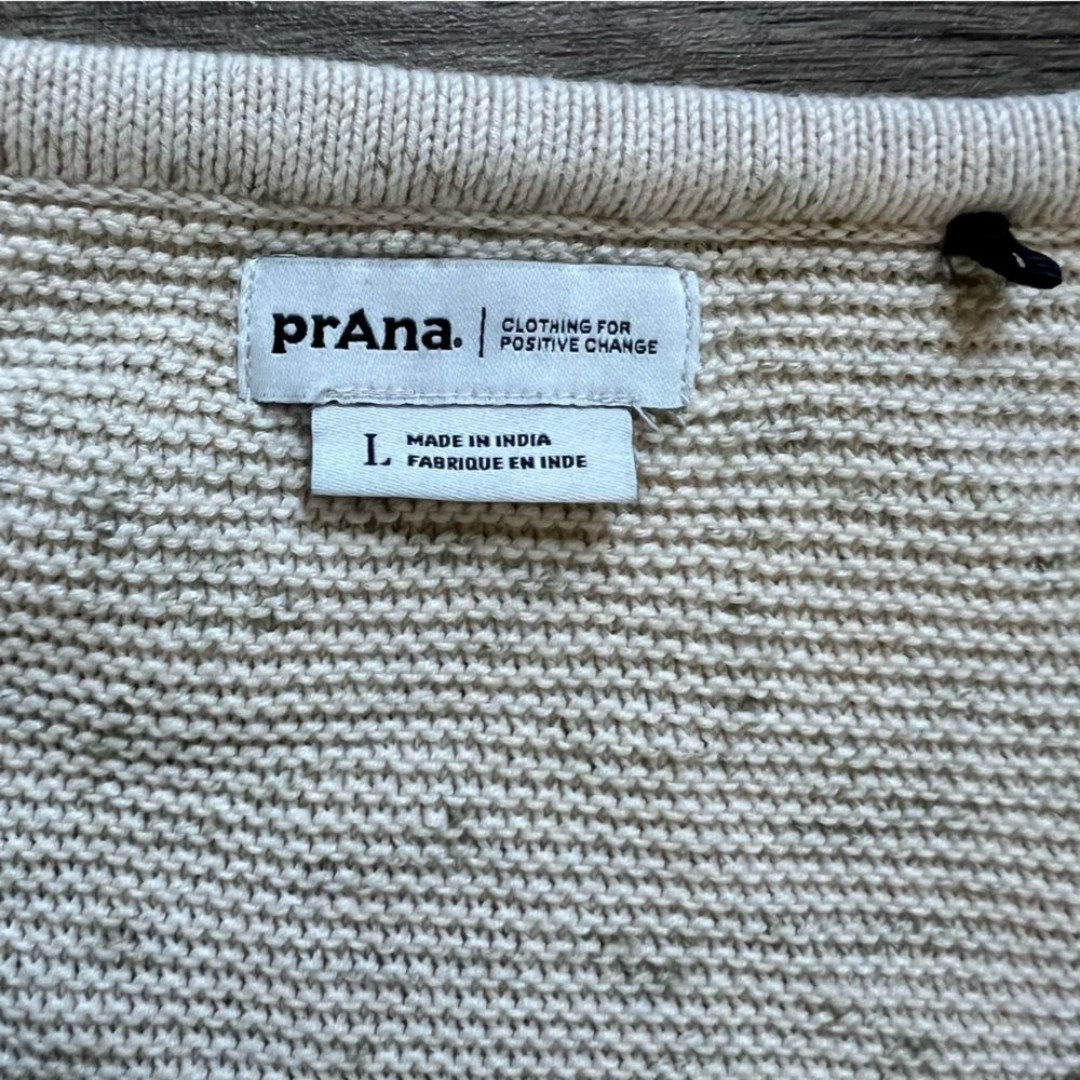 prAna. | CLOTHING FOR
POSITIVE CHANGE
L MADE IN INDIA
FABRIQUE EN INDE